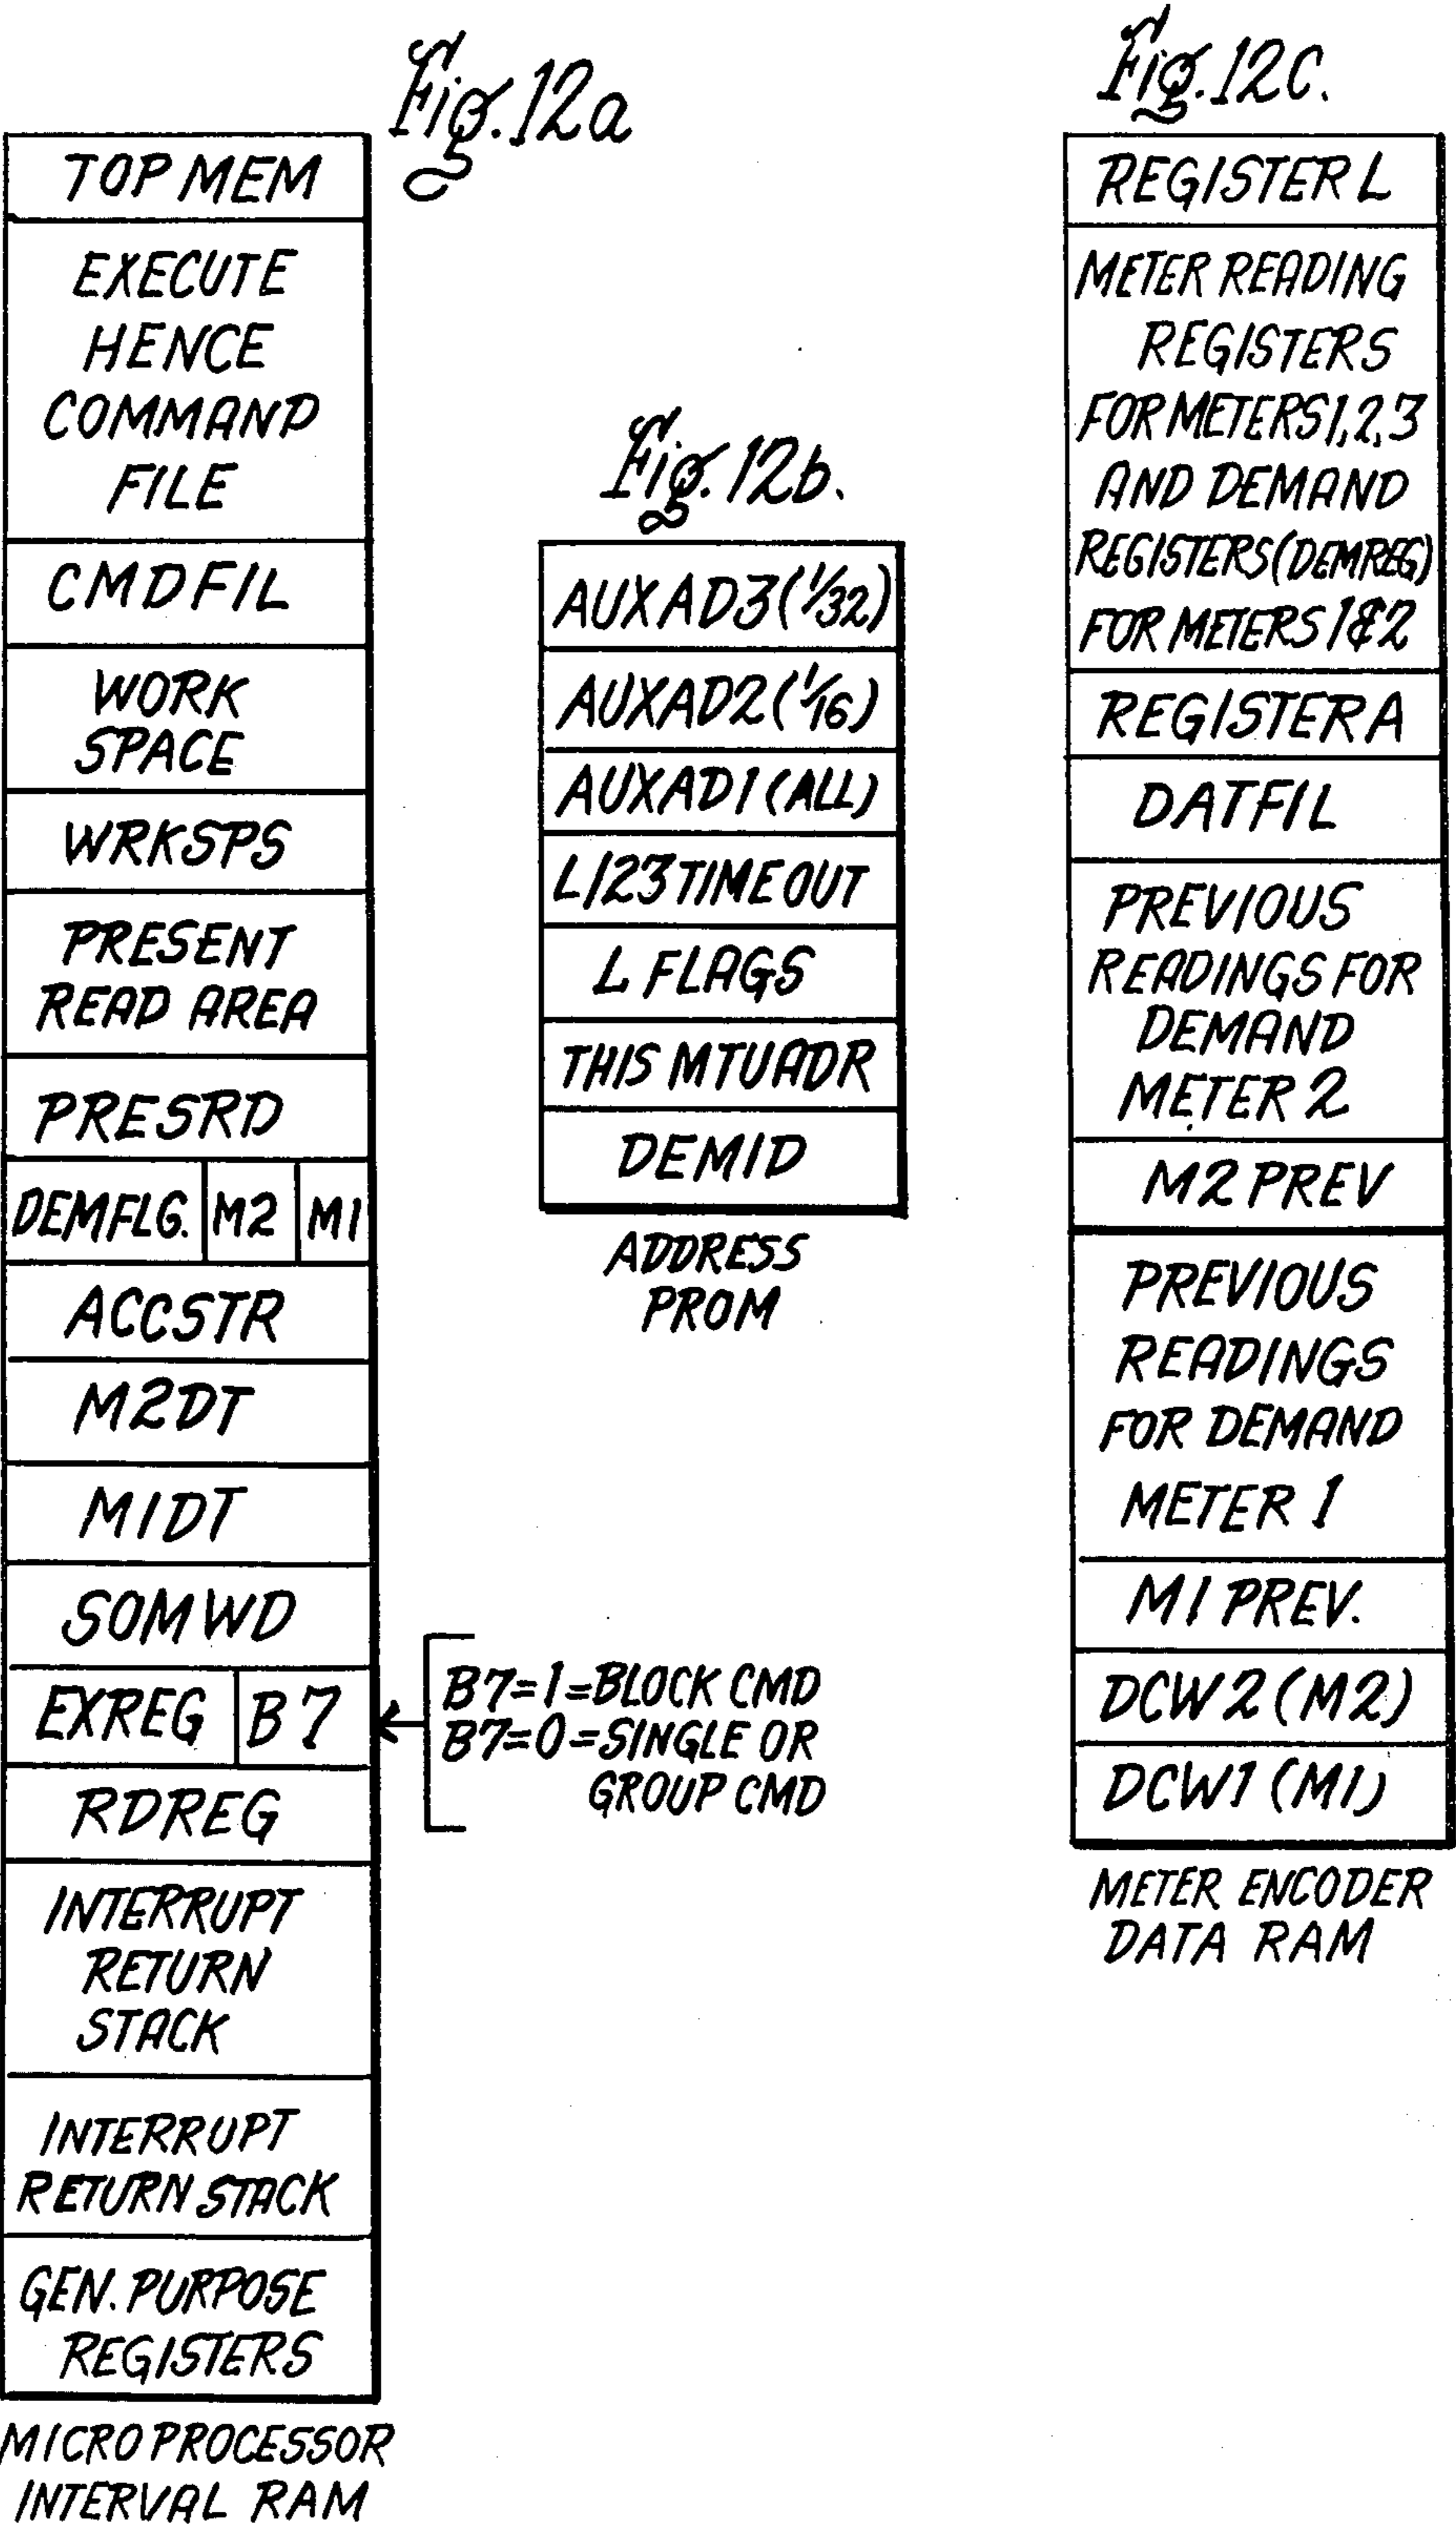 Fig. 12a
TOP MEM
EXECUTE
HENCE
COMMAND
FILE
CMDFIL
WORK
SPACE
WRKSPS
PRESENT
READ AREA
PRESRD
DEMFLG. M2 M1
ACCSTR
M2DT
M1DT
SOMWD
EXREG B7
B7=1=BLOCK CMD
B7=0=SINGLE OR
GROUP CMD
RDREG
INTERRUPT
RETURN
STACK
INTERRUPT
RETURN STACK
GEN. PURPOSE
REGISTERS
MICROPROCESSOR
INTERVAL RAM
Fig. 12b.
AUXAD3 (1/32)
AUXAD2 (1/16)
AUXAD1 (ALL)
L123 TIME OUT
L FLAGS
THIS MTUADR
DEMID
ADDRESS
PROM
Fig. 12c.
REGISTER L
METER READING
REGISTERS
FOR METERS 1,2,3
AND DEMAND
REGISTERS (DEMREG)
FOR METERS 1&2
REGISTER A
DATFIL
PREVIOUS
READINGS FOR
DEMAND
METER 2
M2 PREV
PREVIOUS
READINGS
FOR DEMAND
METER 1
M1 PREV.
DCW2 (M2)
DCW1 (M1)
METER ENCODER
DATA RAM